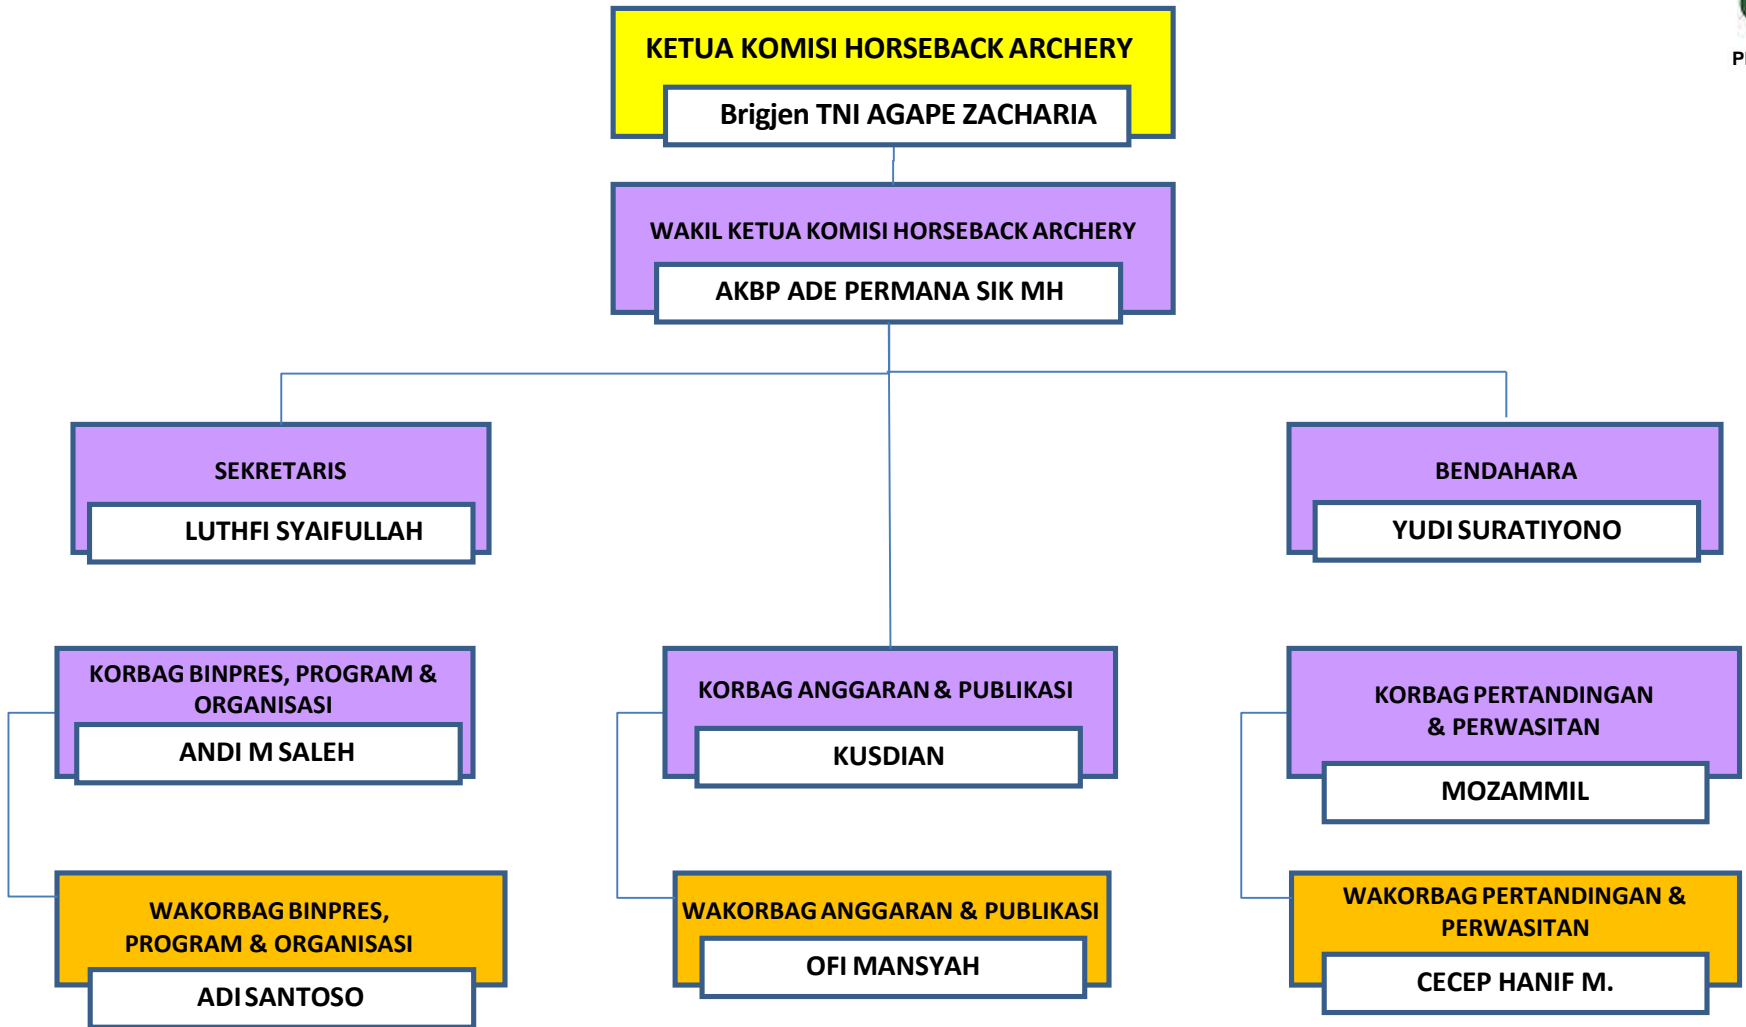 KETUA KOMISI HORSEBACK ARCHERY
Brigjen TNI AGAPE ZACHARIA
WAKIL KETUA KOMISI HORSEBACK ARCHERY
AKBP ADE PERMANA SIK MH
SEKRETARIS
LUTHFI SYAIFULLAH
BENDAHARA
YUDI SURATIYONO
KORBAG BINPRES, PROGRAM &
ORGANISASI
ANDI M SALEH
KORBAG ANGGARAN & PUBLIKASI
KUSDIAN
KORBAG PERTANDINGAN
& PERWASITAN
MOZAMMIL
WAKORBAG BINPRES,
PROGRAM & ORGANISASI
ADI SANTOSO
WAKORBAG ANGGARAN & PUBLIKASI
OFI MANSYAH
WAKORBAG PERTANDINGAN &
PERWASITAN
CECEP HANIF M.